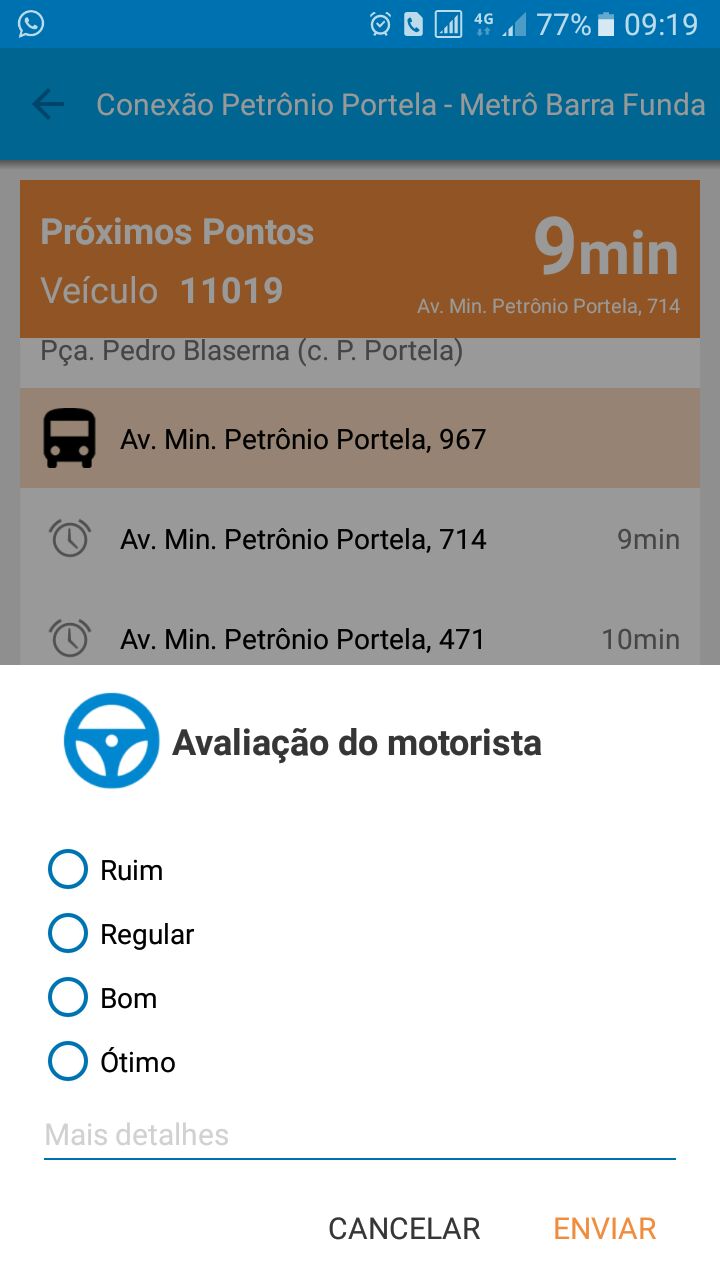 4G 77% 09:19
Conexão Petrônio Portela - Metrô Barra Funda
Próximos Pontos
9min
Veículo 11019
Av. Min. Petrônio Portela, 714
Pça. Pedro Blaserna (c. P. Portela)
Av. Min. Petrônio Portela, 967
Av. Min. Petrônio Portela, 714 9min
Av. Min. Petrônio Portela, 471 10min
Avaliação do motorista
Ruim
Regular
Bom
Ótimo
Mais detalhes
CANCELAR ENVIAR